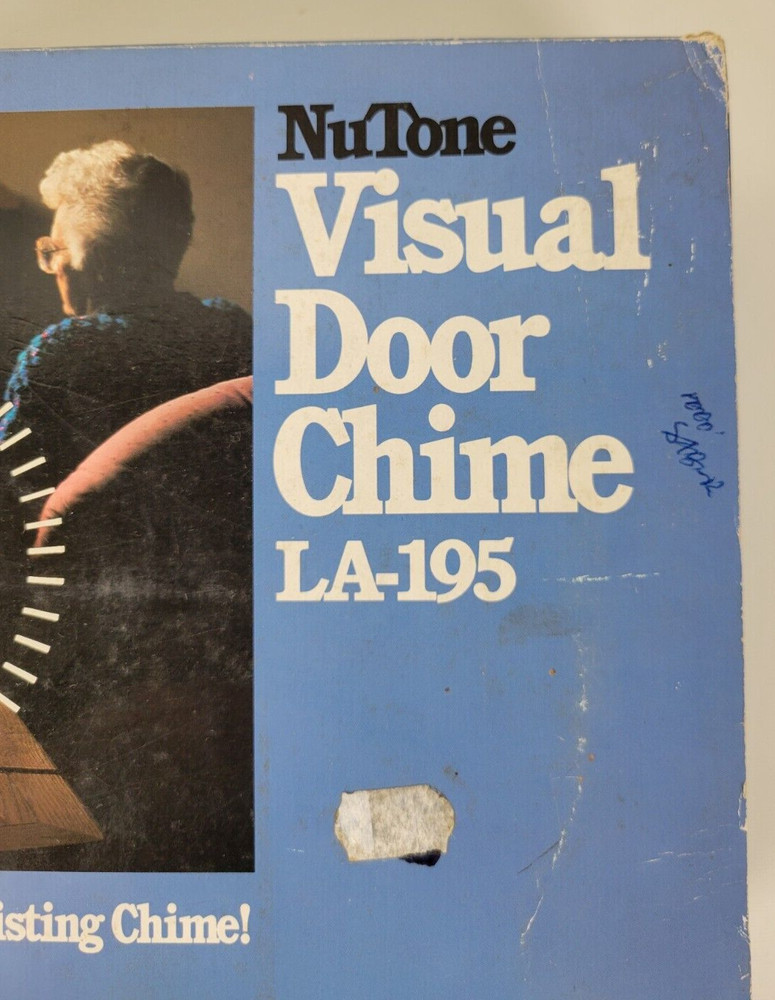 NuTone
Visual
Door
Chime
LA-195
isting Chime!